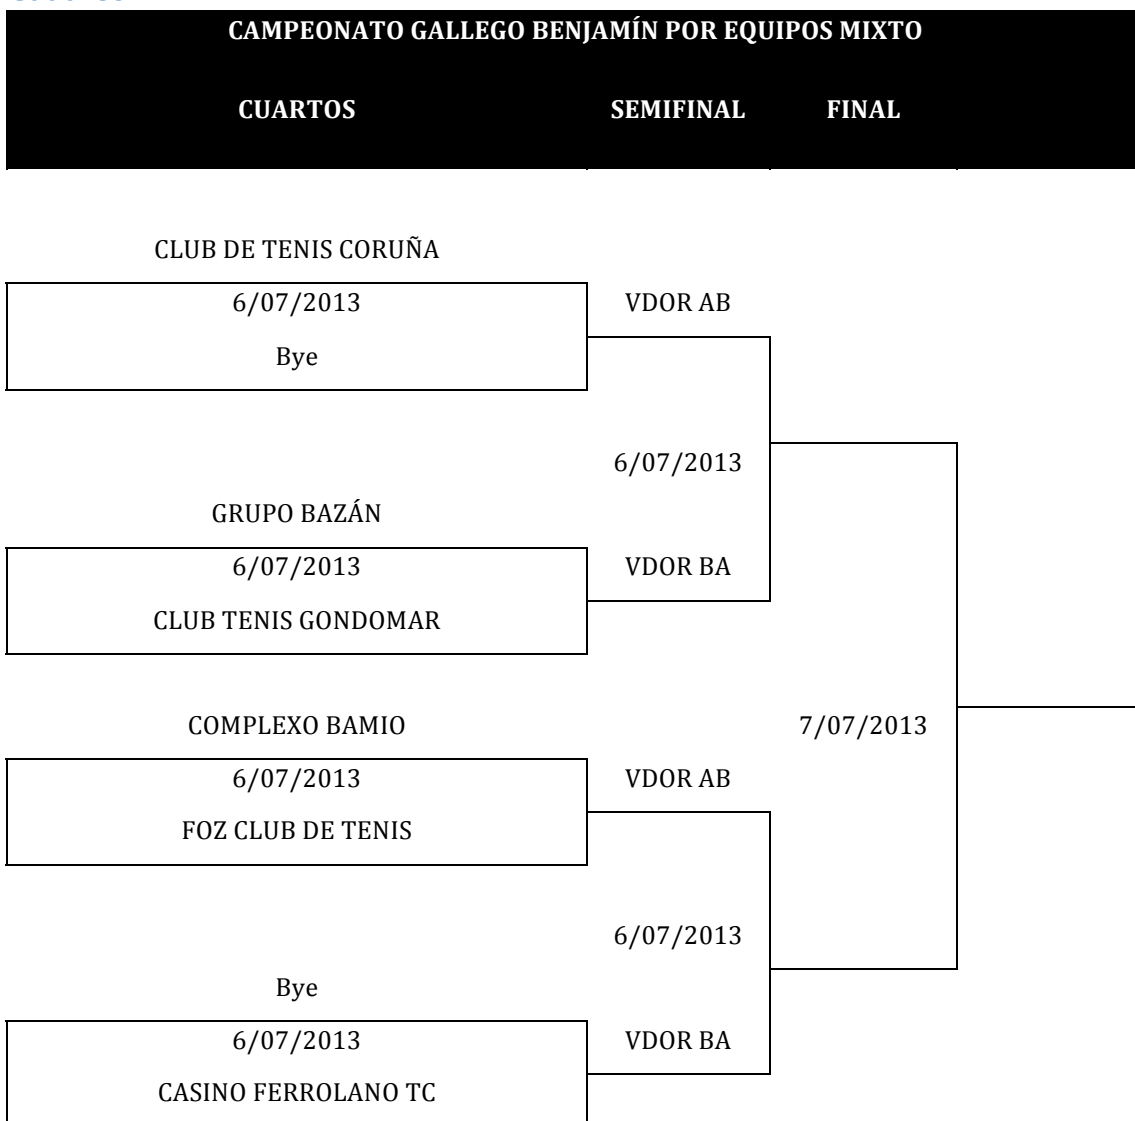 CAMPEONATO GALLEGO BENJAMÍN POR EQUIPOS MIXTO
CUARTOS SEMIFINAL FINAL
CLUB DE TENIS CORUÑA
6/07/2013 VDOR AB
Bye
6/07/2013
GRUPO BAZÁN
6/07/2013 VDOR BA
CLUB TENIS GONDOMAR
COMPLEXO BAMIO 7/07/2013
6/07/2013 VDOR AB
FOZ CLUB DE TENIS
6/07/2013
Bye
6/07/2013 VDOR BA
CASINO FERROLANO TC